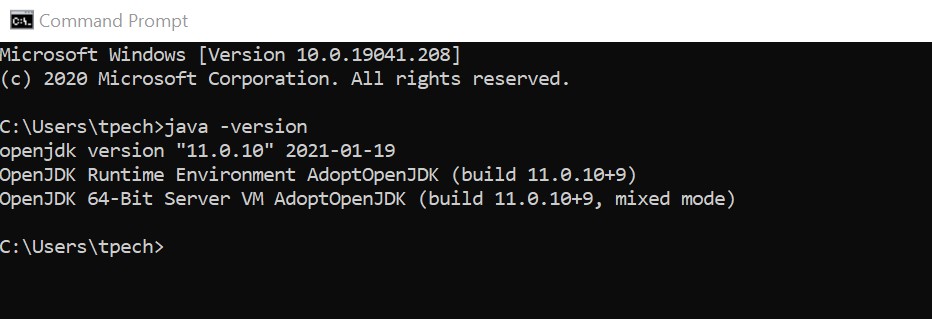 Command Prompt
Microsoft Windows [Version 10.0.19041.208]
(c) 2020 Microsoft Corporation. All rights reserved.
C:\Users\tpech>java -version
openjdk version "11.0.10" 2021-01-19
OpenJDK Runtime Environment AdoptOpenJDK (build 11.0.10+9)
OpenJDK 64-Bit Server VM AdoptOpenJDK (build 11.0.10+9, mixed mode)
C:\Users\tpech>